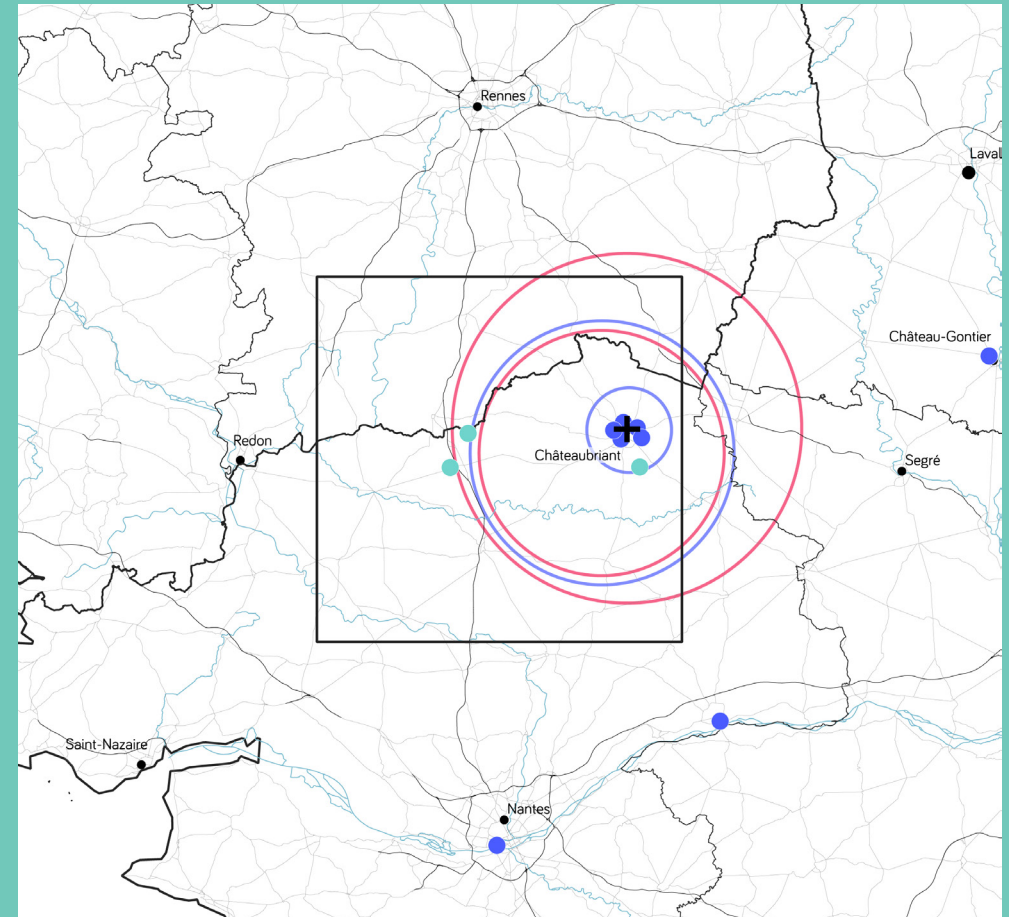 Rennes
Laval
Château-Gontier
Redon
Châteaubriant
Segré
Saint-Nazaire
Nantes